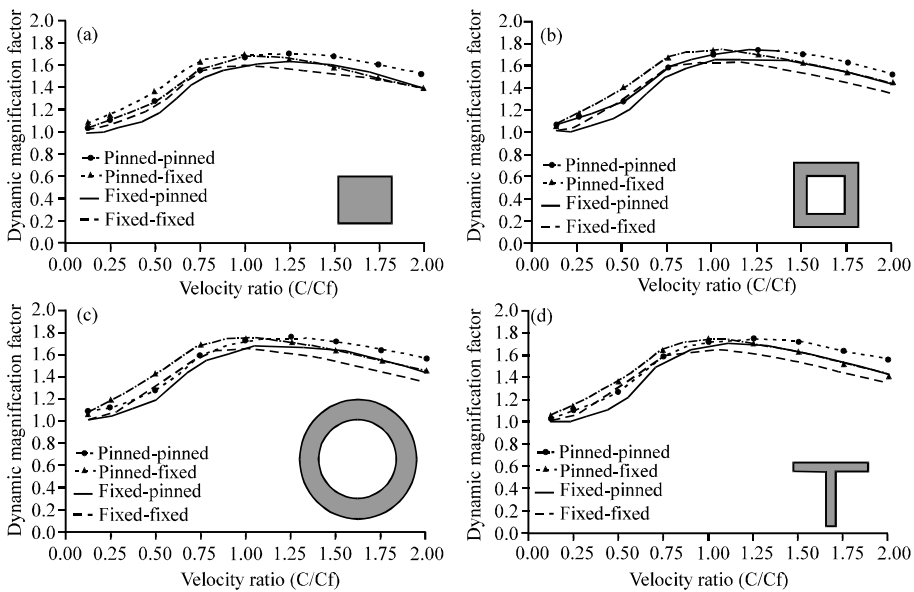 (a)
Dynamic magnification factor
2.0
1.8
1.6
1.4
1.2
1.0
1.8
0.6
0.4
0.2
0.0
Pinned-pinned
Pinned-fixed
Fixed-pinned
Fixed-fixed
0.00 0.25 0.50 0.75 1.00 1.25 1.50 1.75 2.00
Velocity ratio (C/Cf)
(b)
Dynamic magnification factor
2.0
1.8
1.6
1.4
1.2
1.0
0.8
0.6
0.4
0.2
0.0
Pinned-pinned
Pinned-fixed
Fixed-pinned
Fixed-fixed
0.00 0.25 0.50 0.75 1.00 1.25 1.50 1.75 2.00
Velocity ratio (C/Cf)
(c)
Dynamic magnification factor
2.0
1.8
1.6
1.4
1.2
1.0
1.8
0.6
0.4
0.3
0.0
Pinned-pinned
Pinned-fixed
Fixed-pinned
Fixed-fixed
0.00 0.25 0.50 0.75 1.00 1.25 1.50 1.75 2.00
Velocity ratio (C/Cf)
(d)
Dynamic magnification factor
2.0
1.8
1.6
1.4
1.2
1.0
0.8
0.6
0.4
0.2
0.0
Pinned-pinned
Pinned-fixed
Fixed-pinned
Fixed-fixed
0.00 0.25 0.50 0.75 1.00 1.25 1.50 1.75 2.00
Velocity ratio (C/Cf)